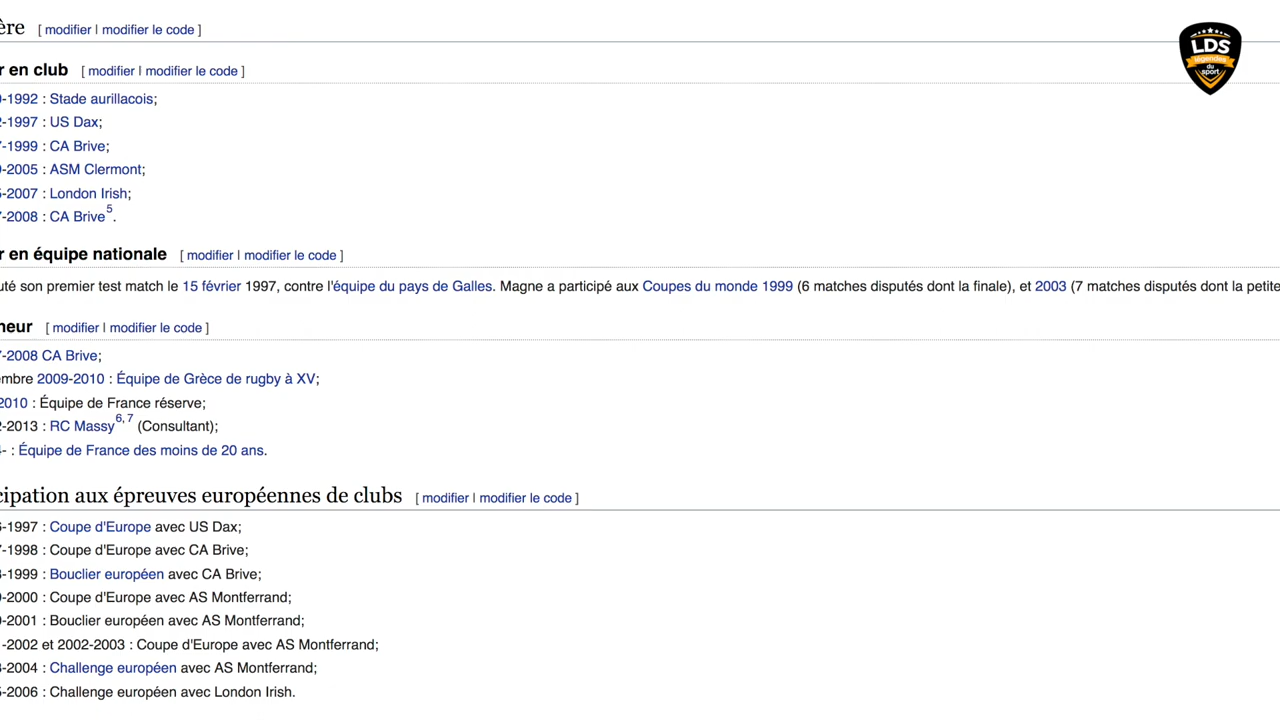 ère [ modifier | modifier le code ]
LDS
légendes
du
sport
r en club [ modifier | modifier le code ]
-1992 : Stade aurillacois;
-1997 : US Dax;
-1999 : CA Brive;
-2005 : ASM Clermont;
-2007 : London Irish;
-2008 : CA Brive5.
r en équipe nationale [ modifier | modifier le code ]
uté son premier test match le 15 février 1997, contre l'équipe du pays de Galles. Magne a participé aux Coupes du monde 1999 (6 matches disputés dont la finale), et 2003 (7 matches disputés dont la petite
neur [ modifier | modifier le code ]
-2008 CA Brive;
embre 2009-2010 : Équipe de Grèce de rugby à XV;
2010 : Équipe de France réserve;
-2013 : RC Massy6, 7 (Consultant);
- : Équipe de France des moins de 20 ans.
cipation aux épreuves européennes de clubs [ modifier | modifier le code ]
-1997 : Coupe d'Europe avec US Dax;
-1998 : Coupe d'Europe avec CA Brive;
-1999 : Bouclier européen avec CA Brive;
-2000 : Coupe d'Europe avec AS Montferrand;
-2001 : Bouclier européen avec AS Montferrand;
-2002 et 2002-2003 : Coupe d'Europe avec AS Montferrand;
-2004 : Challenge européen avec AS Montferrand;
-2006 : Challenge européen avec London Irish.